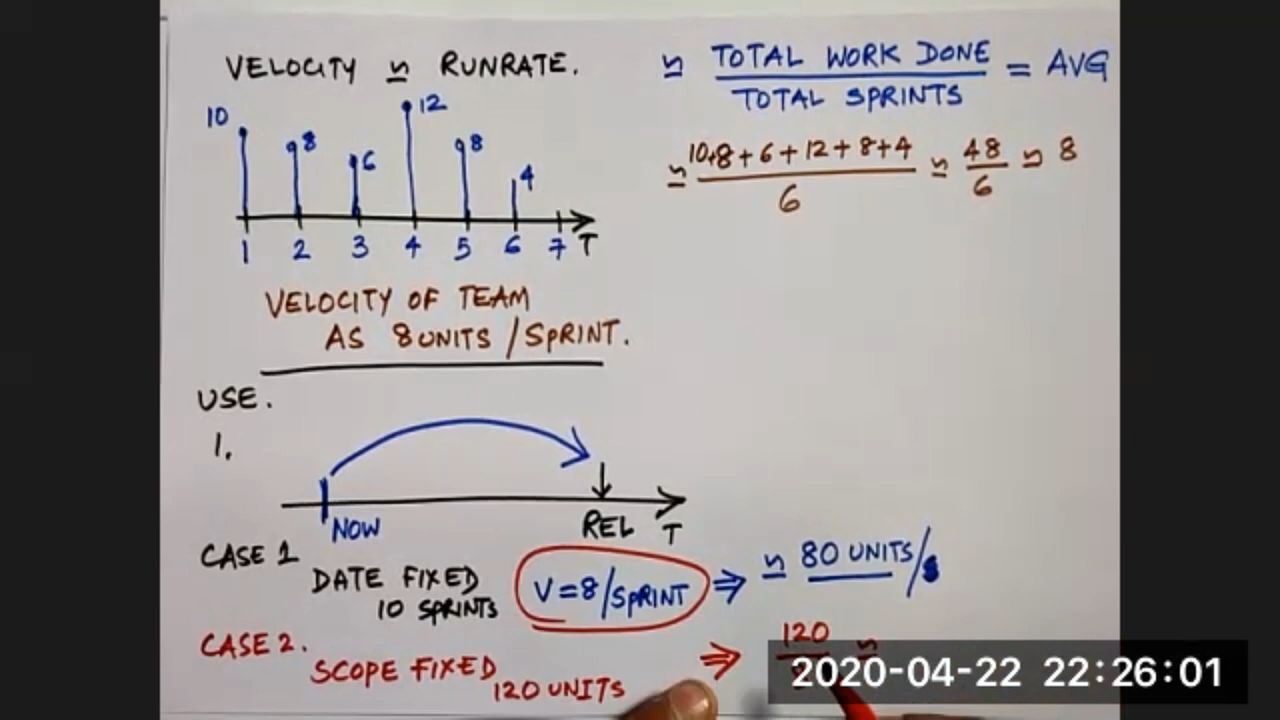 VELOCITY ≃ RUNRATE.
≃ TOTAL WORK DONE / TOTAL SPRINTS = AVG
10 8 6 12 8 4
≃ 10+8+6+12+8+4 / 6 ≃ 48 / 6 ≃ 8
1 2 3 4 5 6 7 T
VELOCITY OF TEAM
AS 8 UNITS / SPRINT.
USE.
1.
NOW REL T
CASE 1
DATE FIXED V = 8/SPRINT ⇒ ≃ 80 UNITS/S
10 SPRINTS
CASE 2.
SCOPE FIXED ⇒ 120 ≃
120 UNITS
2020-04-22 22:26:01